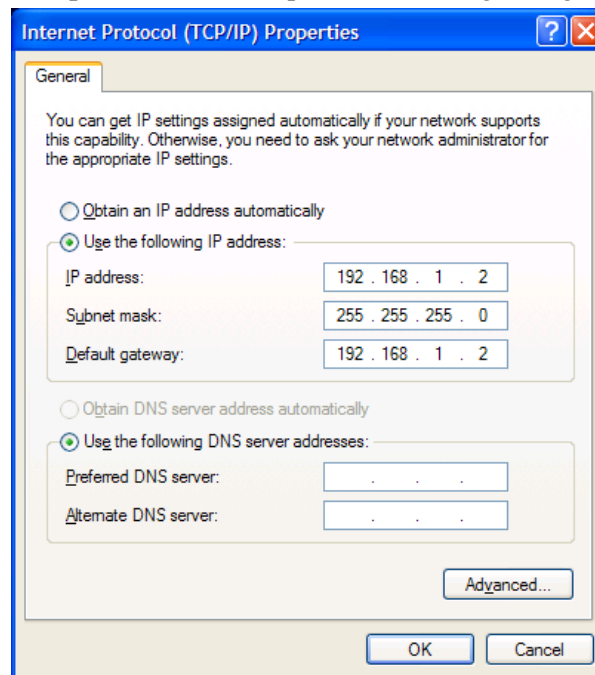 Internet Protocol (TCP/IP) Properties
General
You can get IP settings assigned automatically if your network supports
this capability. Otherwise, you need to ask your network administrator for
the appropriate IP settings.
Obtain an IP address automatically
Use the following IP address:
IP address: 192 . 168 . 1 . 2
Subnet mask: 255 . 255 . 255 . 0
Default gateway: 192 . 168 . 1 . 2
Obtain DNS server address automatically
Use the following DNS server addresses:
Preferred DNS server: . . .
Alternate DNS server: . . .
Advanced...
OK Cancel